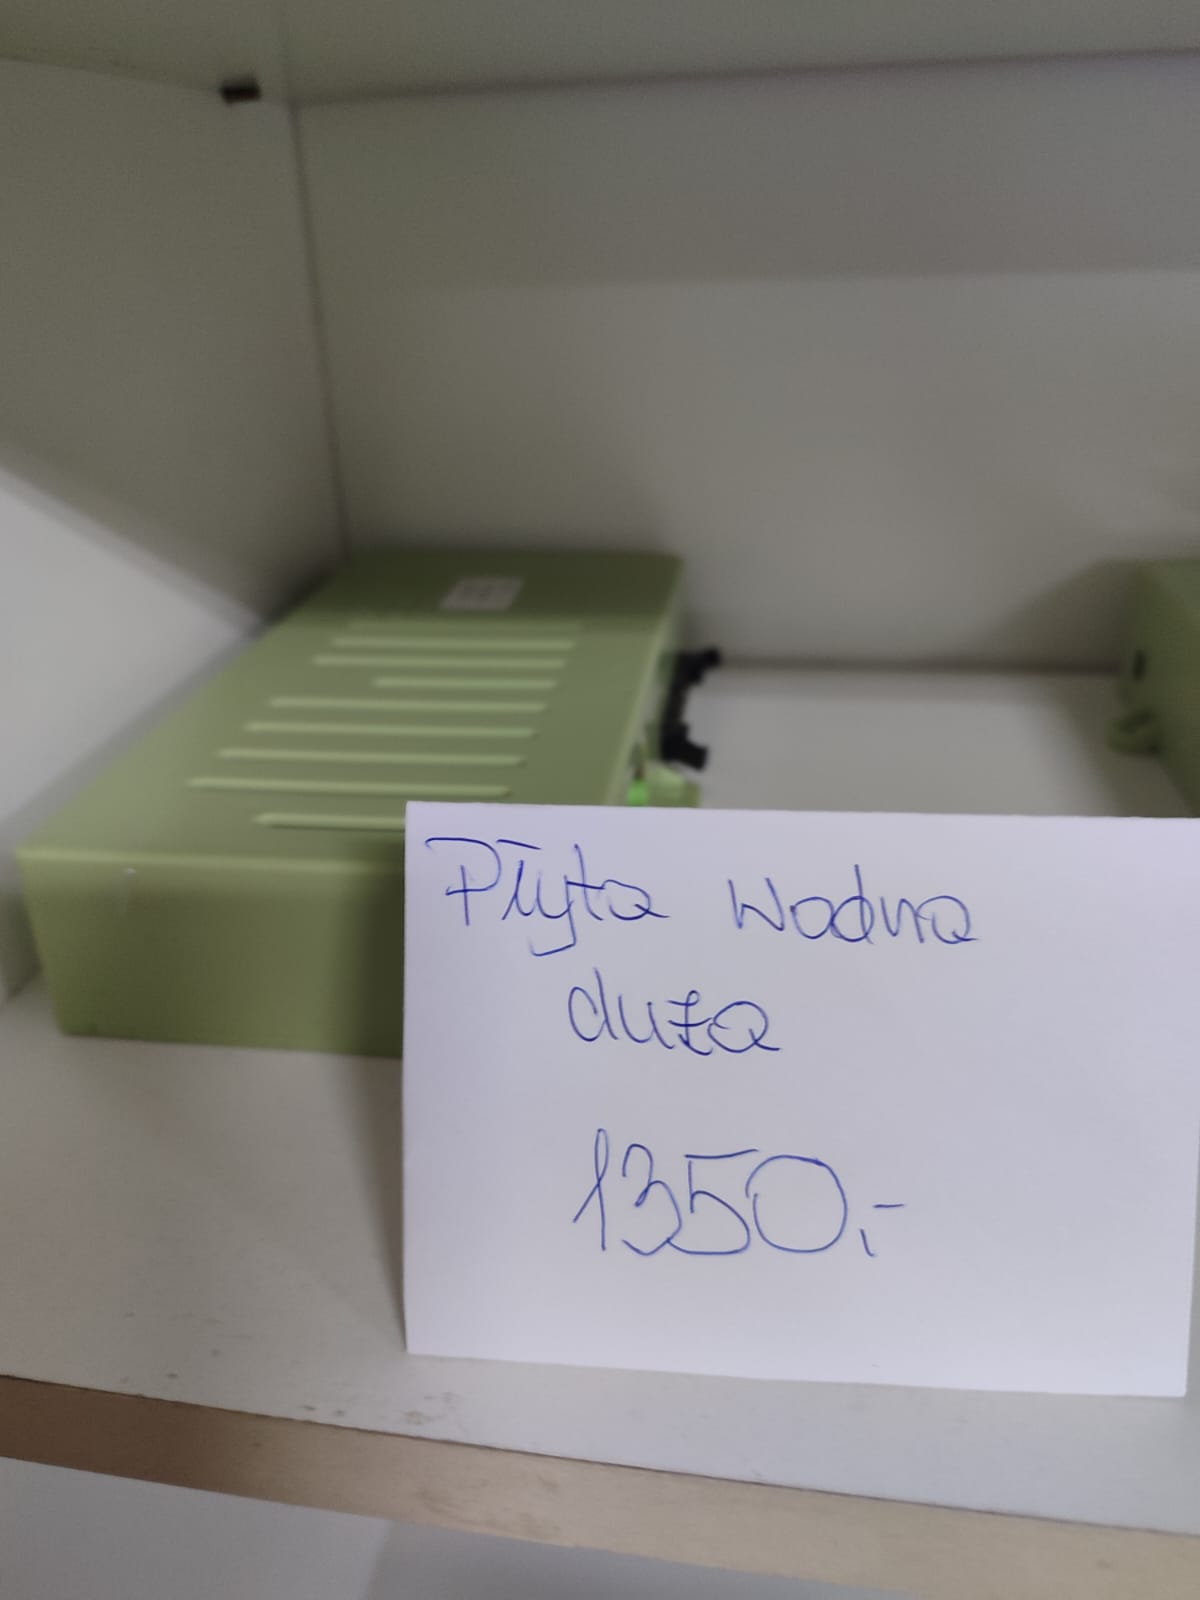 Płyta wodna
duża
1350,-